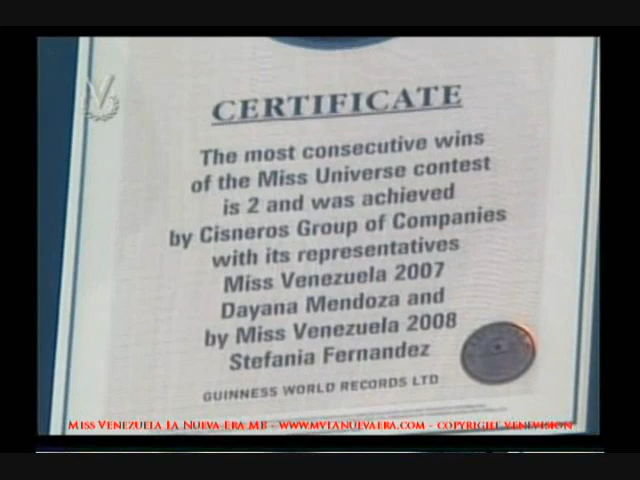 CERTIFICATE
The most consecutive wins
of the Miss Universe contest
is 2 and was achieved
by Cisneros Group of Companies
with its representatives
Miss Venezuela 2007
Dayana Mendoza and
by Miss Venezuela 2008
Stefania Fernandez
GUINNESS WORLD RECORDS LTD
Miss Venezuela La Nueva Era MB - www.mvlanuevaera.com - copyright venevision